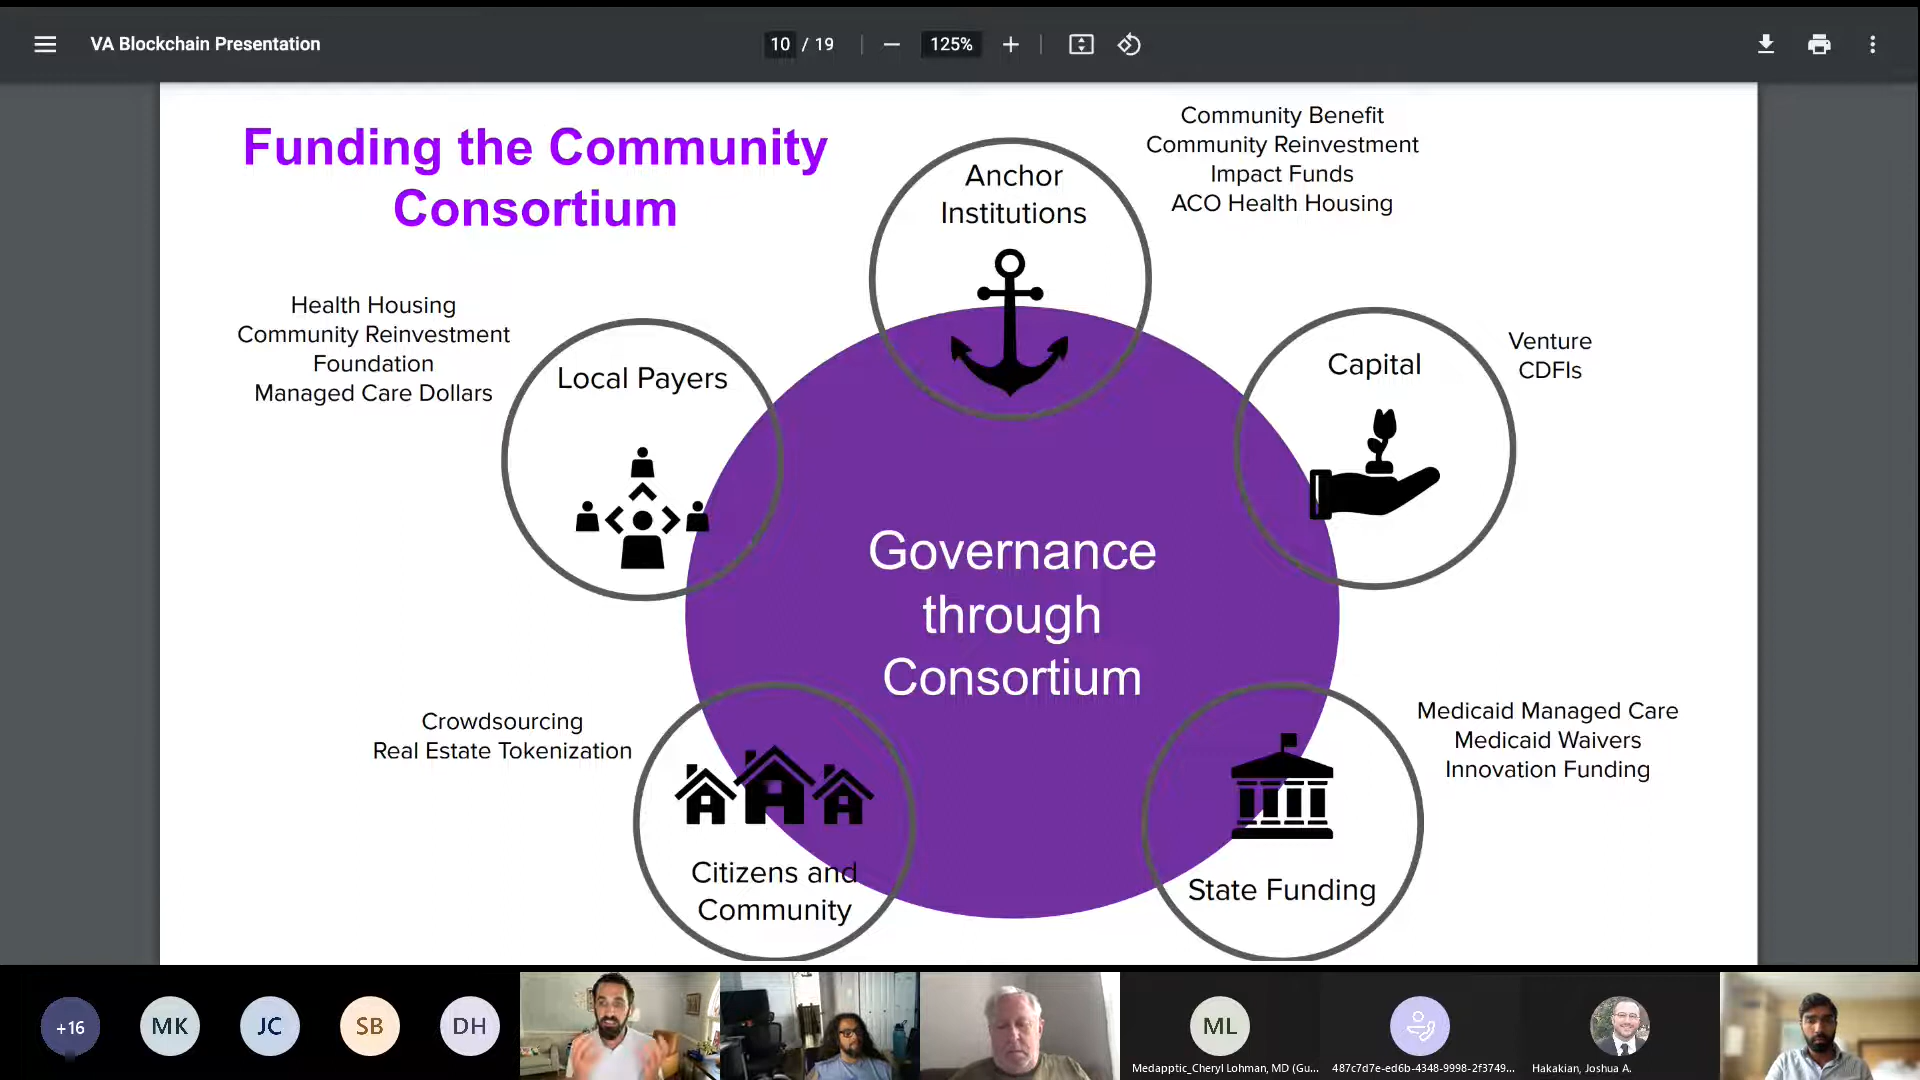 VA Blockchain Presentation
10 / 19
125%
Funding the Community
Consortium
Anchor
Institutions
Community Benefit
Community Reinvestment
Impact Funds
ACO Health Housing
Health Housing
Community Reinvestment
Foundation
Managed Care Dollars
Local Payers
Capital
Venture
CDFIs
Governance
through
Consortium
Crowdsourcing
Real Estate Tokenization
Citizens and
Community
State Funding
Medicaid Managed Care
Medicaid Waivers
Innovation Funding
+16
MK
JC
SB
DH
ML
Medapptic_Cheryl Lohman, MD (Gu...
487c7d7e-ed6b-4348-9998-2f3749...
Hakakian, Joshua A.